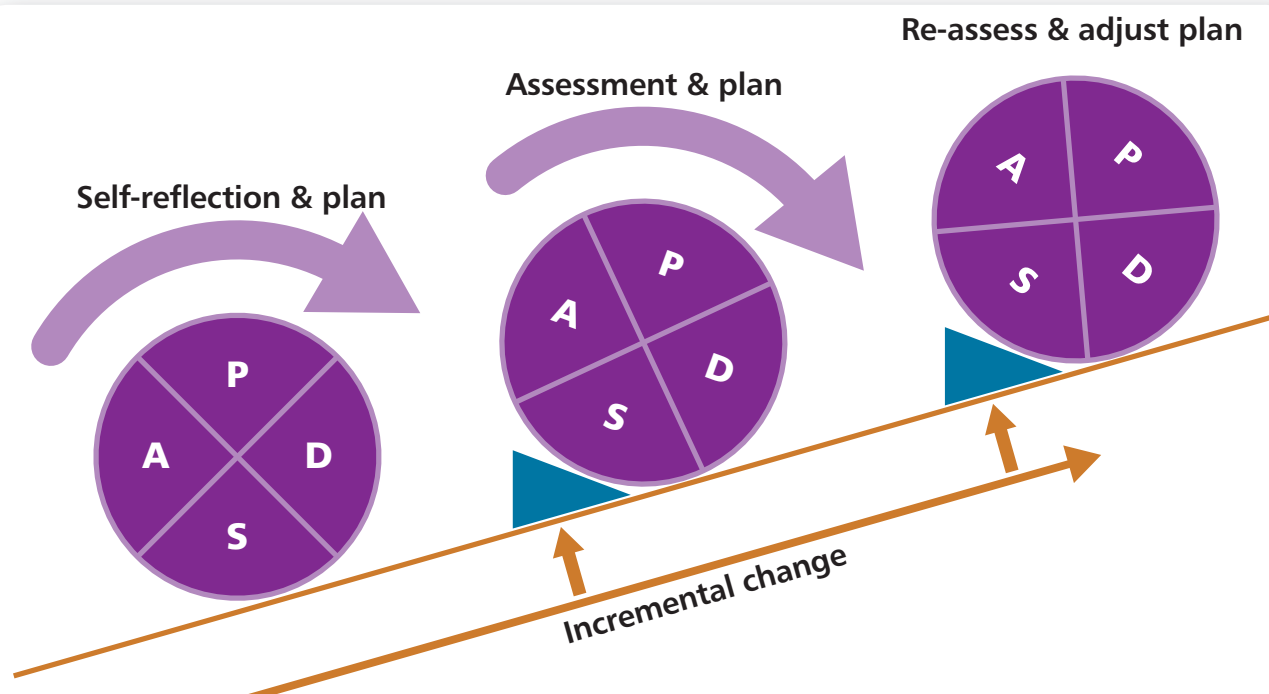 Re-assess & adjust plan
Assessment & plan
Self-reflection & plan
P
A
D
S
P
A
D
S
A
P
S
D
Incremental change